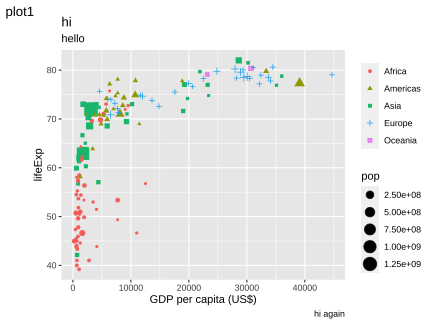 plot1
hi
hello
80
70
60
50
40
lifeExp
0 10000 20000 30000 40000
GDP per capita (US$)
hi again
Africa
Americas
Asia
Europe
Oceania
pop
2.50e+08
5.00e+08
7.50e+08
1.00e+09
1.25e+09